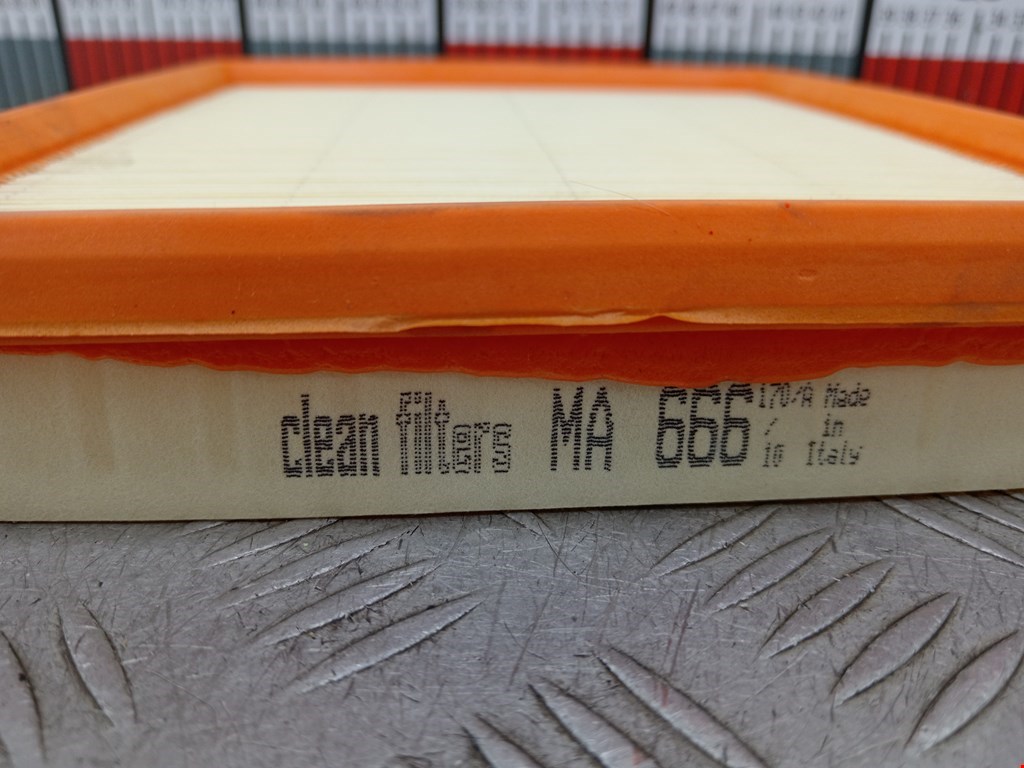 clean filters MA 666 170/A Made
/ in
10 Italy